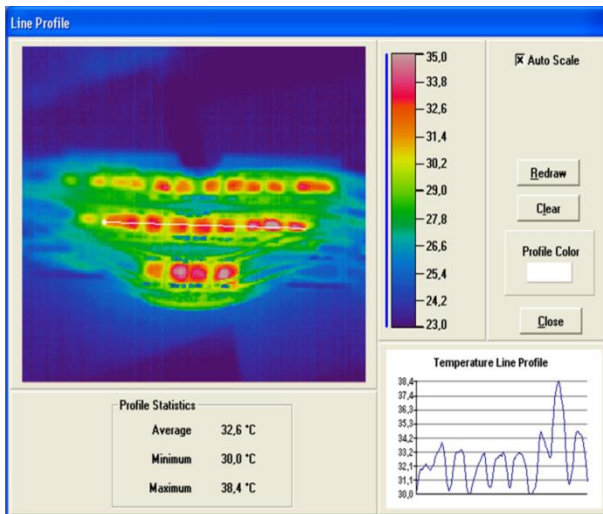 Line Profile
35,0
33,8
32,6
31,4
30,2
29,0
27,8
26,6
25,4
24,2
23,0
Auto Scale
Redraw
Clear
Profile Color
Close
Profile Statistics
Average 32,6 °C
Minimum 30,0 °C
Maximum 38,4 °C
Temperature Line Profile
38,4
37,4
36,3
35,3
34,2
33,2
32,1
31,1
30,0